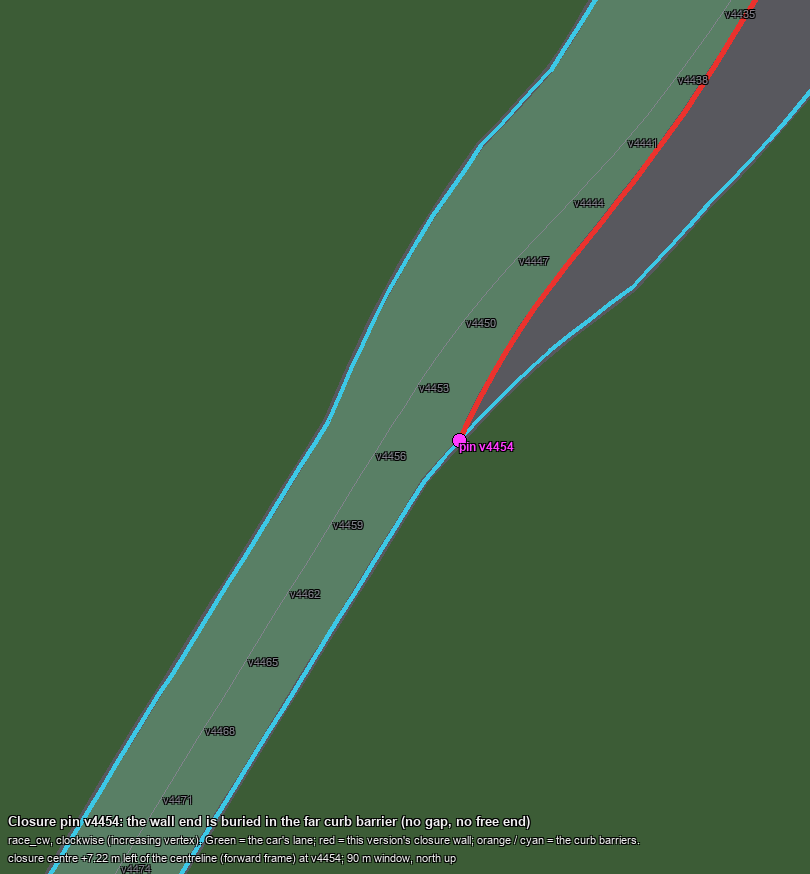 v4435
v4438
v4441
v4444
v4447
v4450
v4453
pin v4454
v4456
v4459
v4462
v4465
v4468
v4471
Closure pin v4454: the wall end is buried in the far curb barrier (no gap, no free end)
race_cw, clockwise (increasing vertex). Green = the car's lane; red = this version's closure wall; orange / cyan = the curb barriers.
closure centre +7.22 m left of the centreline (forward frame) at v4454; 90 m window, north up
v4474